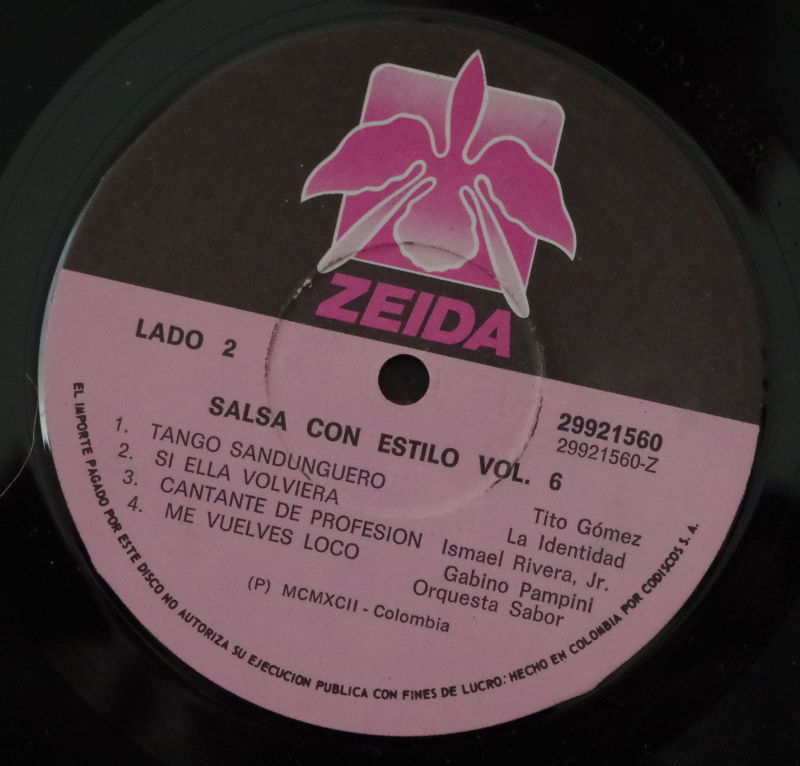 ZEIDA
LADO 2
29921560
29921560-Z
SALSA CON ESTILO VOL. 6
1. TANGO SANDUNGUERO Tito Gómez
2. SI ELLA VOLVIERA La Identidad
3. CANTANTE DE PROFESION Ismael Rivera, Jr.
4. ME VUELVES LOCO Gabino Pampini
Orquesta Sabor
(P) MCMXCII - Colombia
EL IMPORTE PAGADO POR ESTE DISCO NO AUTORIZA SU EJECUCION PUBLICA CON FINES DE LUCRO: HECHO EN COLOMBIA POR CODISCOS S. A.